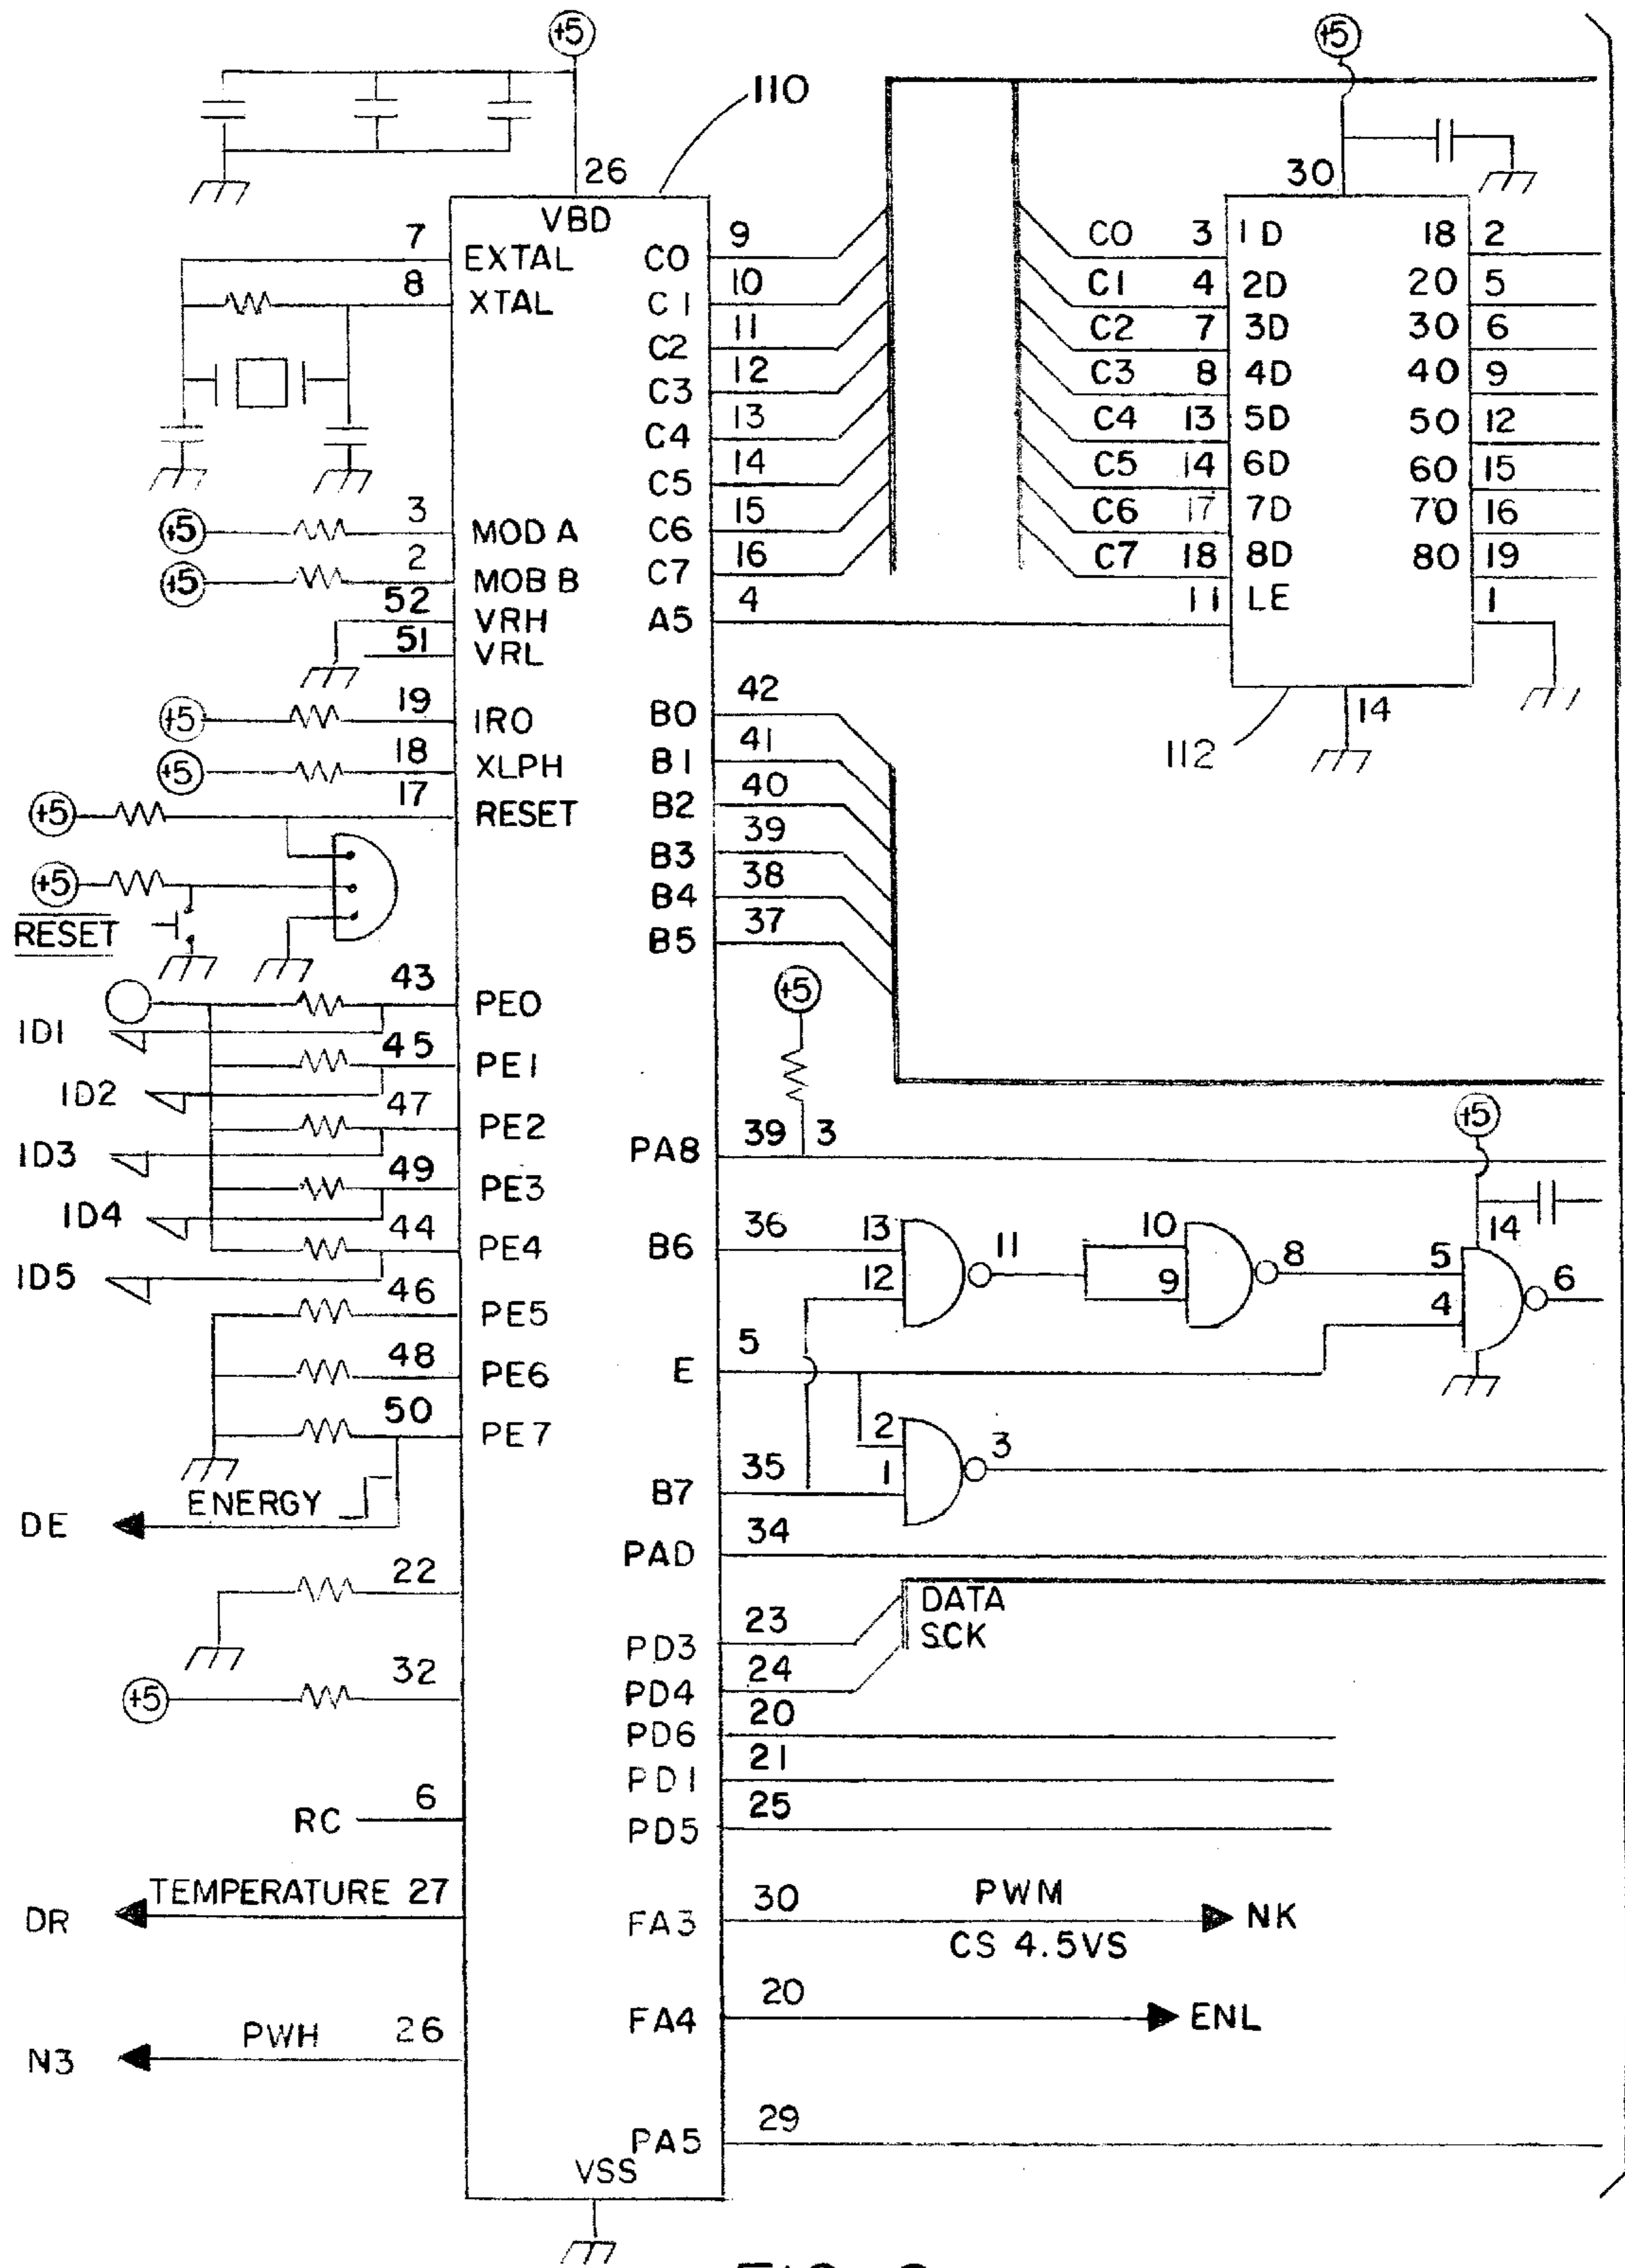 +5 +5
110
26 30
VBD
7 EXTAL C0 9 C0 3 1D 18 2
8 XTAL C1 10 C1 4 2D 20 5
C2 11 C2 7 3D 30 6
C3 12 C3 8 4D 40 9
C4 13 C4 13 5D 50 12
C5 14 C5 14 6D 60 15
+5 3 MOD A C6 15 C6 17 7D 70 16
+5 2 MOB B C7 16 C7 18 8D 80 19
52 VRH A5 4 11 LE 1
51 VRL
+5 19 IRO B0 42 14
112
+5 18 XLPH B1 41
+5 17 RESET B2 40
B3 39
+5 B4 38
RESET B5 37
43 PE0 +5
ID1
45 PE1
ID2
47 PE2 PA8 39 3 +5
ID3
49 PE3
ID4
44 PE4 B6 36 13 12 11 10 9 8 5 4 14 6
ID5
46 PE5
48 PE6 E 5
50 PE7 2 1 3
ENERGY B7 35
DE
PAD 34
22 DATA
PD3 23 SCK
+5 32 PD4 24
PD6 20
PD1 21
RC 6 PD5 25
DR TEMPERATURE 27 FA3 30 PWM NK
CS 4.5VS
FA4 20 ENL
N3 PWH 26
PA5 29
VSS